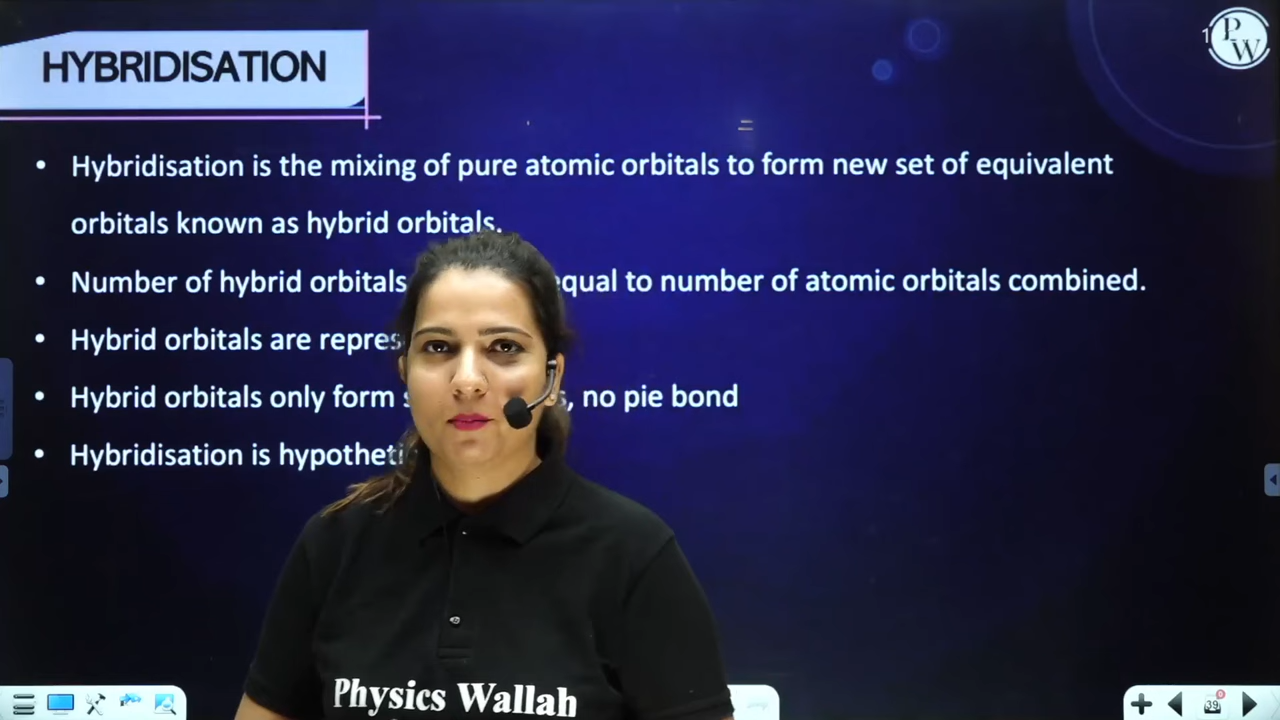 HYBRIDISATION
PW
• Hybridisation is the mixing of pure atomic orbitals to form new set of equivalent
orbitals known as hybrid orbitals.
• Number of hybrid orbitals equal to number of atomic orbitals combined.
• Hybrid orbitals are
• Hybrid orbitals only form no pie bond
• Hybridisation is
Physics Wallah
39